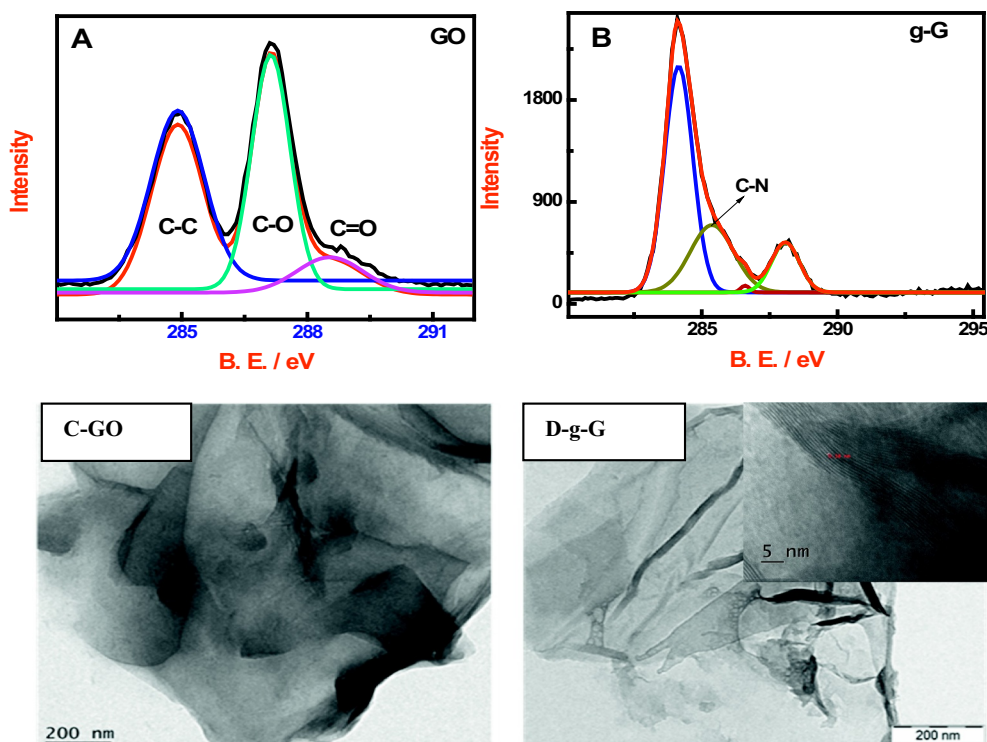 A GO
Intensity
C-C C-O C=O
285 288 291
B. E. / eV
B g-G
Intensity
1800
900
0
C-N
285 290 295
B. E. / eV
C-GO
200 nm
D-g-G
5 nm
200 nm